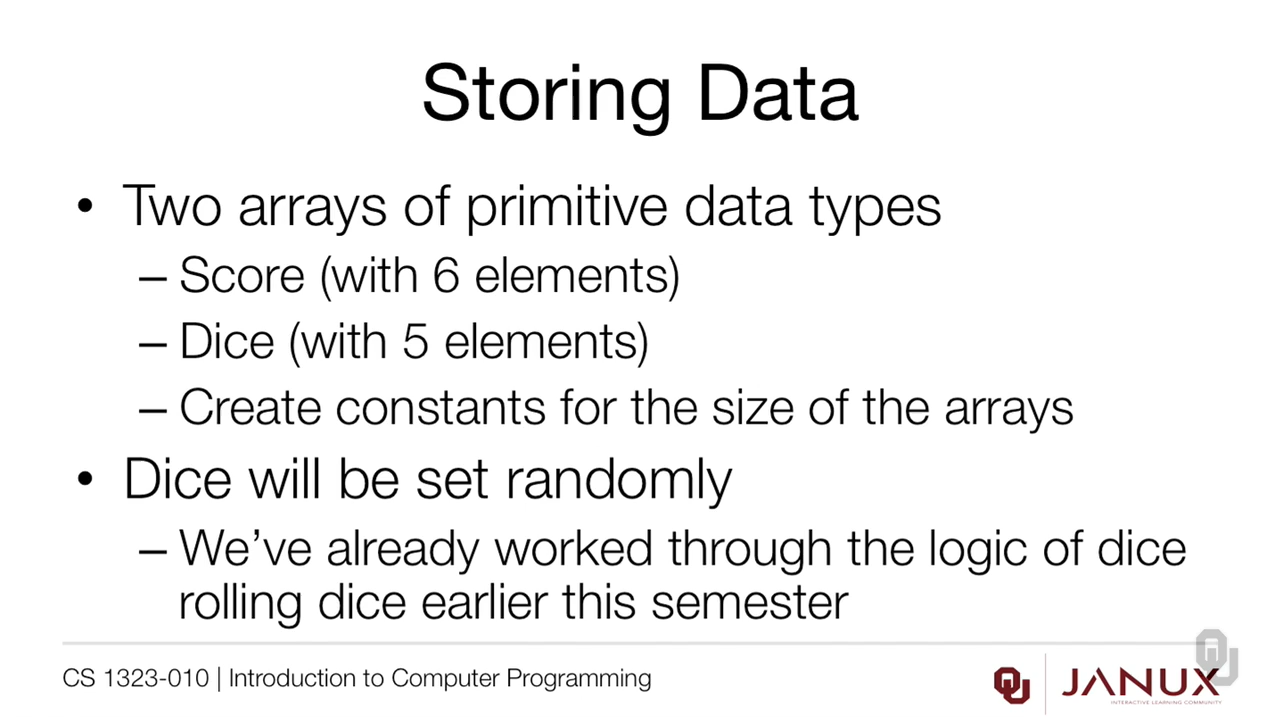 Storing Data
• Two arrays of primitive data types
– Score (with 6 elements)
– Dice (with 5 elements)
– Create constants for the size of the arrays
• Dice will be set randomly
– We’ve already worked through the logic of dice
rolling dice earlier this semester
CS 1323-010 | Introduction to Computer Programming
OU
JANUX
INTERACTIVE LEARNING COMMUNITY
OU